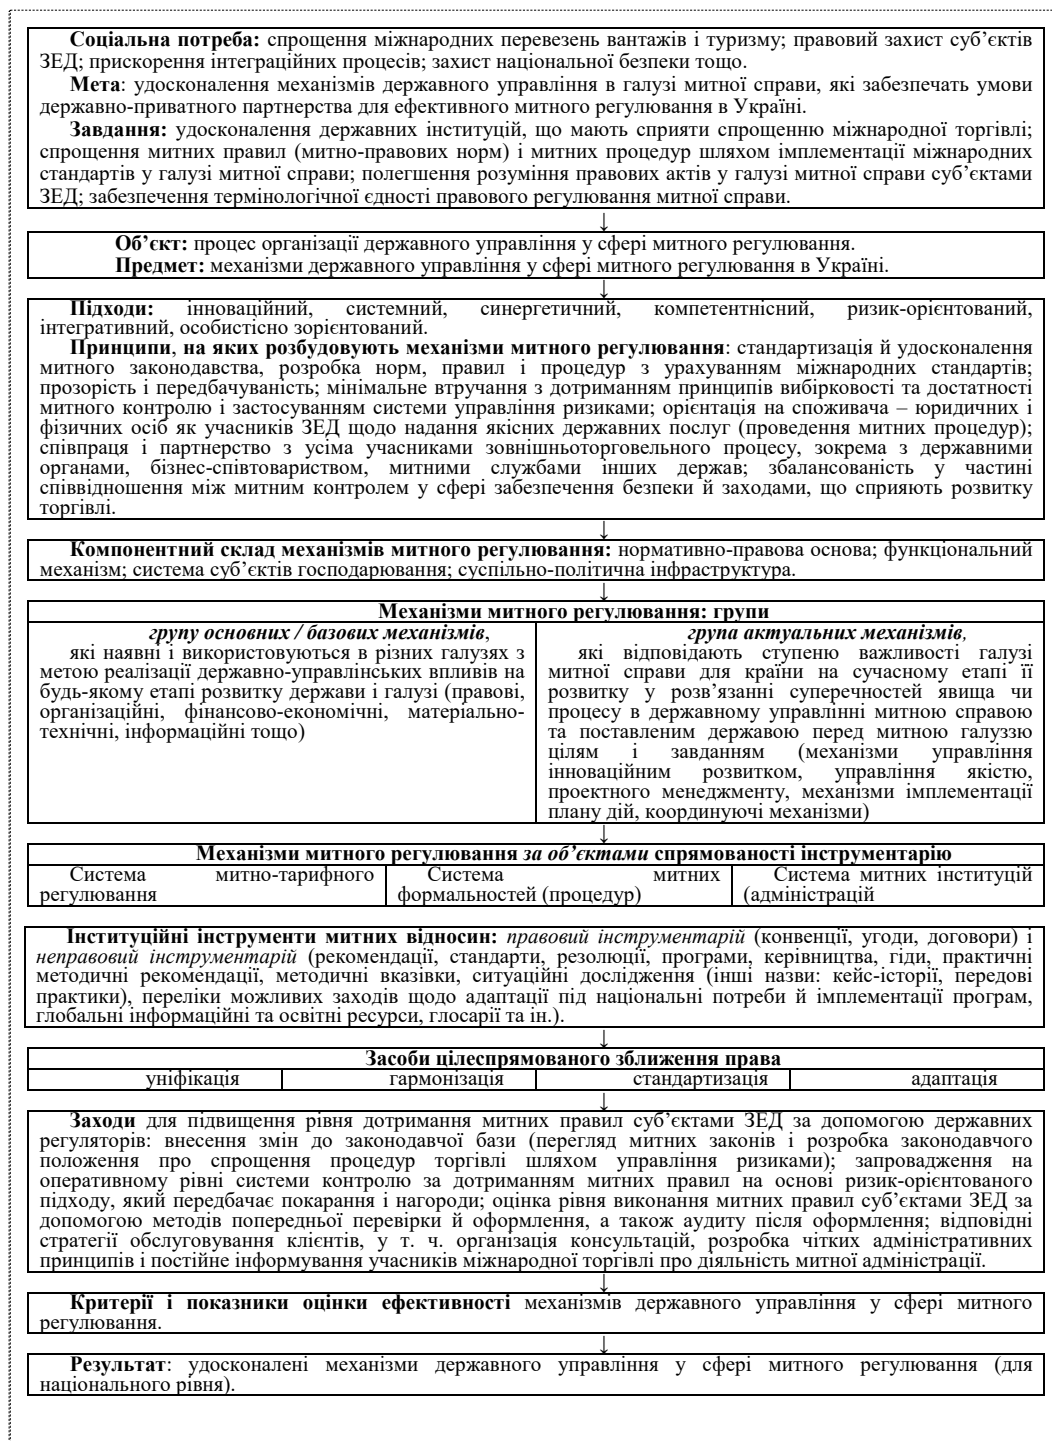 Соціальна потреба: спрощення міжнародних перевезень вантажів і туризму; правовий захист суб’єктів
ЗЕД; прискорення інтеграційних процесів; захист національної безпеки тощо.
Мета: удосконалення механізмів державного управління в галузі митної справи, які забезпечать умови
державно-приватного партнерства для ефективного митного регулювання в Україні.
Завдання: удосконалення державних інституцій, що мають сприяти спрощенню міжнародної торгівлі;
спрощення митних правил (митно-правових норм) і митних процедур шляхом імплементації міжнародних
стандартів у галузі митної справи; полегшення розуміння правових актів у галузі митної справи суб’єктами
ЗЕД; забезпечення термінологічної єдності правового регулювання митної справи.
↓
Об’єкт: процес організації державного управління у сфері митного регулювання.
Предмет: механізми державного управління у сфері митного регулювання в Україні.
↓
Підходи: інноваційний, системний, синергетичний, компетентнісний, ризик-орієнтований,
інтегративний, особистісно зорієнтований.
Принципи, на яких розбудовують механізми митного регулювання: стандартизація й удосконалення
митного законодавства, розробка норм, правил і процедур з урахуванням міжнародних стандартів;
прозорість і передбачуваність; мінімальне втручання з дотриманням принципів вибірковості та достатності
митного контролю і застосуванням системи управління ризиками; орієнтація на споживача – юридичних і
фізичних осіб як учасників ЗЕД щодо надання якісних державних послуг (проведення митних процедур);
співпраця і партнерство з усіма учасниками зовнішньоторговельного процесу, зокрема з державними
органами, бізнес-співтовариством, митними службами інших держав; збалансованість у частині
співвідношення між митним контролем у сфері забезпечення безпеки й заходами, що сприяють розвитку
торгівлі.
↓
Компонентний склад механізмів митного регулювання: нормативно-правова основа; функціональний
механізм; система суб’єктів господарювання; суспільно-політична інфраструктура.
↓
Механізми митного регулювання: групи
групу основних / базових механізмів,
які наявні і використовуються в різних галузях з
метою реалізації державно-управлінських впливів на
будь-якому етапі розвитку держави і галузі (правові,
організаційні, фінансово-економічні, матеріально-
технічні, інформаційні тощо)
група актуальних механізмів,
які відповідають ступеню важливості галузі
митної справи для країни на сучасному етапі її
розвитку у розв’язанні суперечностей явища чи
процесу в державному управлінні митною справою
та поставленим державою перед митною галуззю
цілям і завданням (механізми управління
інноваційним розвитком, управління якістю,
проектного менеджменту, механізми імплементації
плану дій, координуючі механізми)
↓
Механізми митного регулювання за об’єктами спрямованості інструментарію
Система митно-тарифного
регулювання
Система митних
формальностей (процедур)
Система митних інституцій
(адміністрацій
Інституційні інструменти митних відносин: правовий інструментарій (конвенції, угоди, договори) і
неправовий інструментарій (рекомендації, стандарти, резолюції, програми, керівництва, гіди, практичні
методичні рекомендації, методичні вказівки, ситуаційні дослідження (інші назви: кейс-історії, передові
практики), переліки можливих заходів щодо адаптації під національні потреби й імплементації програм,
глобальні інформаційні та освітні ресурси, глосарії та ін.).
↓
Засоби цілеспрямованого зближення права
уніфікація гармонізація стандартизація адаптація
↓
Заходи для підвищення рівня дотримання митних правил суб’єктами ЗЕД за допомогою державних
регуляторів: внесення змін до законодавчої бази (перегляд митних законів і розробка законодавчого
положення про спрощення процедур торгівлі шляхом управління ризиками); запровадження на
оперативному рівні системи контролю за дотриманням митних правил на основі ризик-орієнтованого
підходу, який передбачає покарання і нагороди; оцінка рівня виконання митних правил суб’єктами ЗЕД за
допомогою методів попередньої перевірки й оформлення, а також аудиту після оформлення; відповідні
стратегії обслуговування клієнтів, у т. ч. організація консультацій, розробка чітких адміністративних
принципів і постійне інформування учасників міжнародної торгівлі про діяльність митної адміністрації.
↓
Критерії і показники оцінки ефективності механізмів державного управління у сфері митного
регулювання.
↓
Результат: удосконалені механізми державного управління у сфері митного регулювання (для
національного рівня).